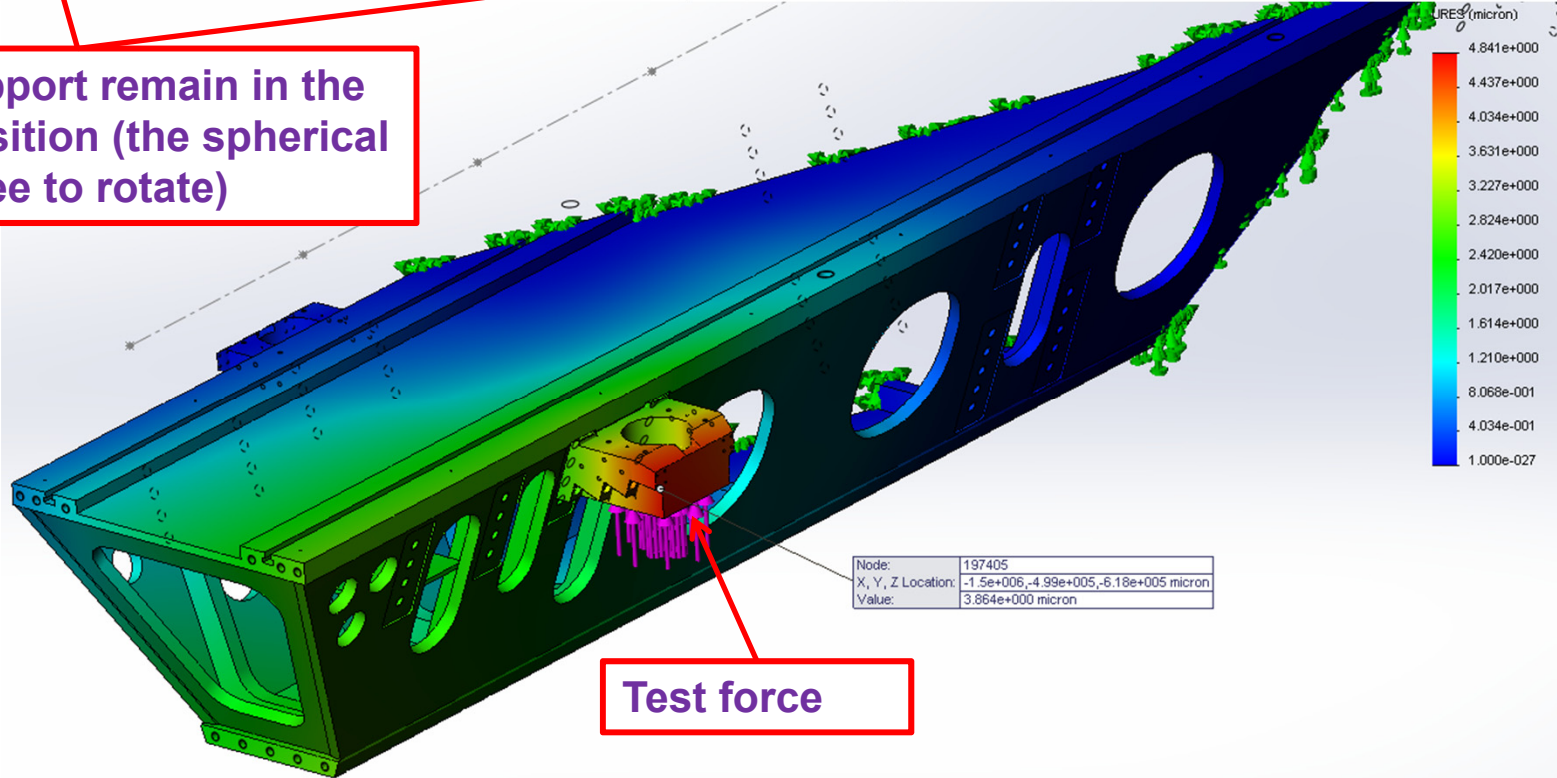 URES (micron)
4.841e+000
4.437e+000
4.034e+000
3.631e+000
3.227e+000
2.824e+000
2.420e+000
2.017e+000
1.614e+000
1.210e+000
8.068e-001
4.034e-001
1.000e-027
pport remain in the
sition (the spherical
ee to rotate)
Node: 197405
X, Y, Z Location: -1.5e+006,-4.99e+005,-6.18e+005 micron
Value: 3.864e+000 micron
Test force